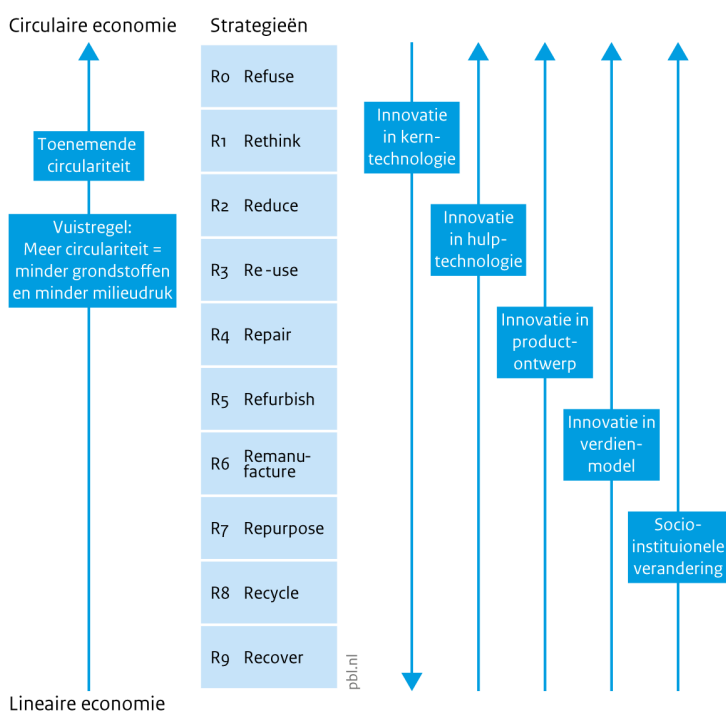 Circulaire economie
Strategieën
Toenemende
circulariteit
Vuistregel:
Meer circulariteit =
minder grondstoffen
en minder milieudruk
Lineaire economie
R0 Refuse
R1 Rethink
R2 Reduce
R3 Re-use
R4 Repair
R5 Refurbish
R6 Remanu-
facture
R7 Repurpose
R8 Recycle
R9 Recover
pbl.nl
Innovatie
in kern-
technologie
Innovatie
in hulp-
technologie
Innovatie in
product-
ontwerp
Innovatie in
verdien-
model
Socio-
instituionele
verandering